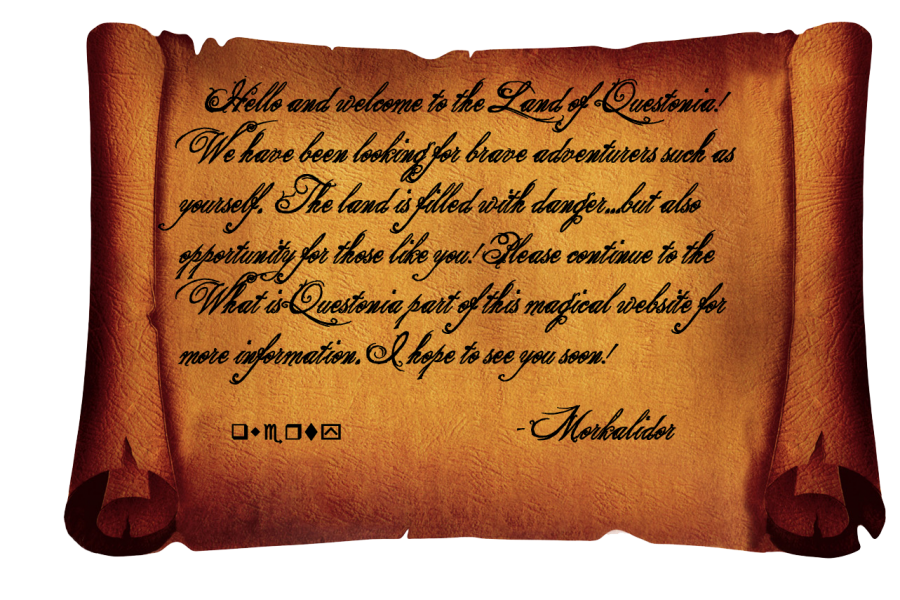 Hello and welcome to the Land of Questonia!
We have been looking for brave adventurers such as
yourself. The land is filled with danger...but also
opportunity for those like you! Please continue to the
What is Questonia part of this magical website for
more information. I hope to see you soon!
❑⬥♏❒⧫⍓ -Morkalidor